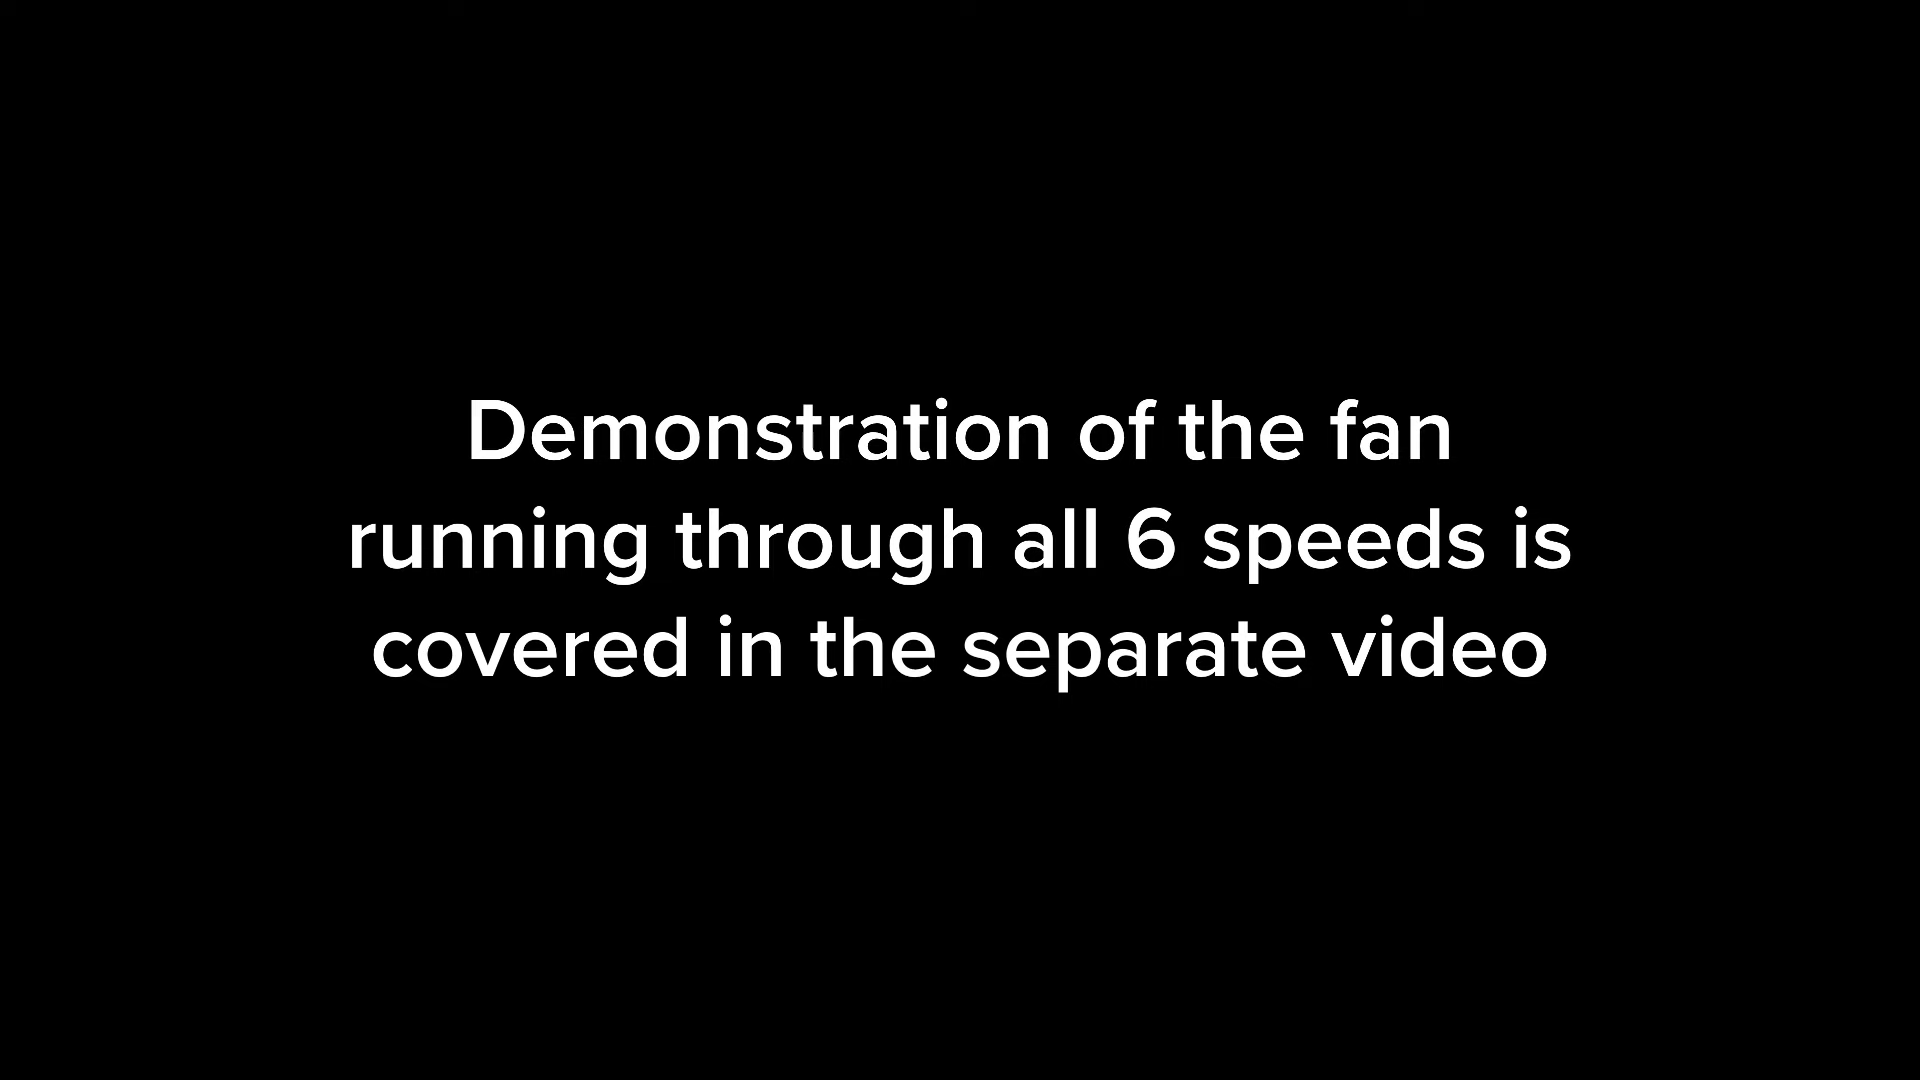 Demonstration of the fan
running through all 6 speeds is
covered in the separate video